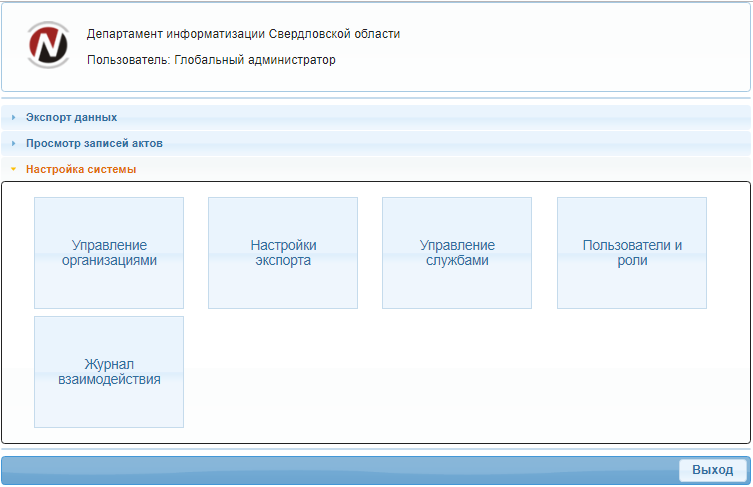 Департамент информатизации Свердловской области
Пользователь: Глобальный администратор
Экспорт данных
Просмотр записей актов
Настройка системы
Управление
организациями
Настройки
экспорта
Управление
службами
Пользователи и
роли
Журнал
взаимодействия
Выход